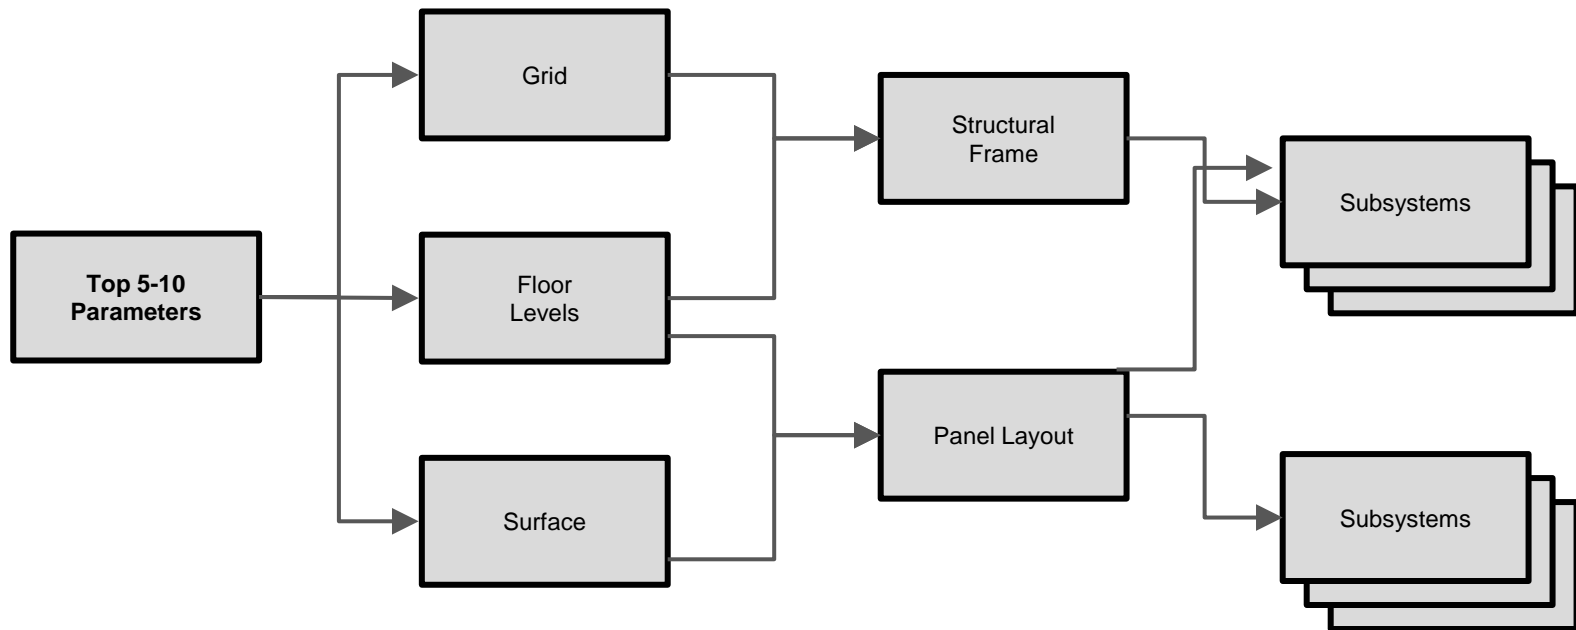 Top 5-10
Parameters
Grid
Floor
Levels
Surface
Structural
Frame
Panel Layout
Subsystems
Subsystems